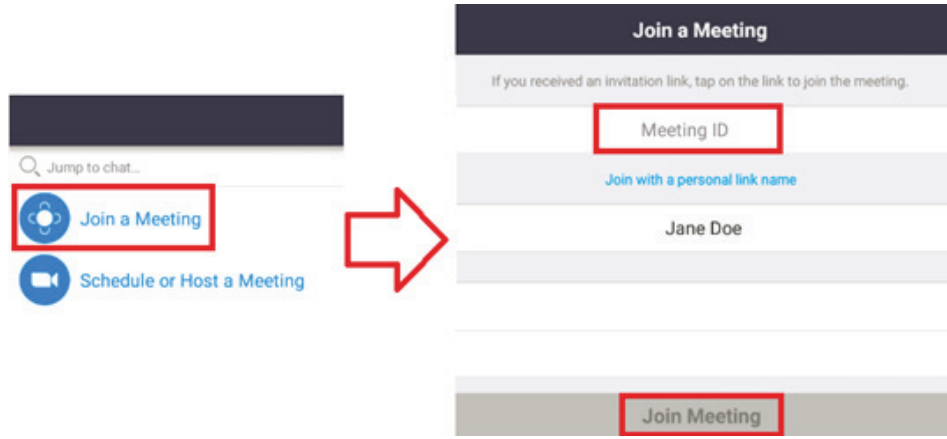 Jump to chat...
Join a Meeting
Schedule or Host a Meeting
Join a Meeting
If you received an invitation link, tap on the link to join the meeting.
Meeting ID
Join with a personal link name
Jane Doe
Join Meeting